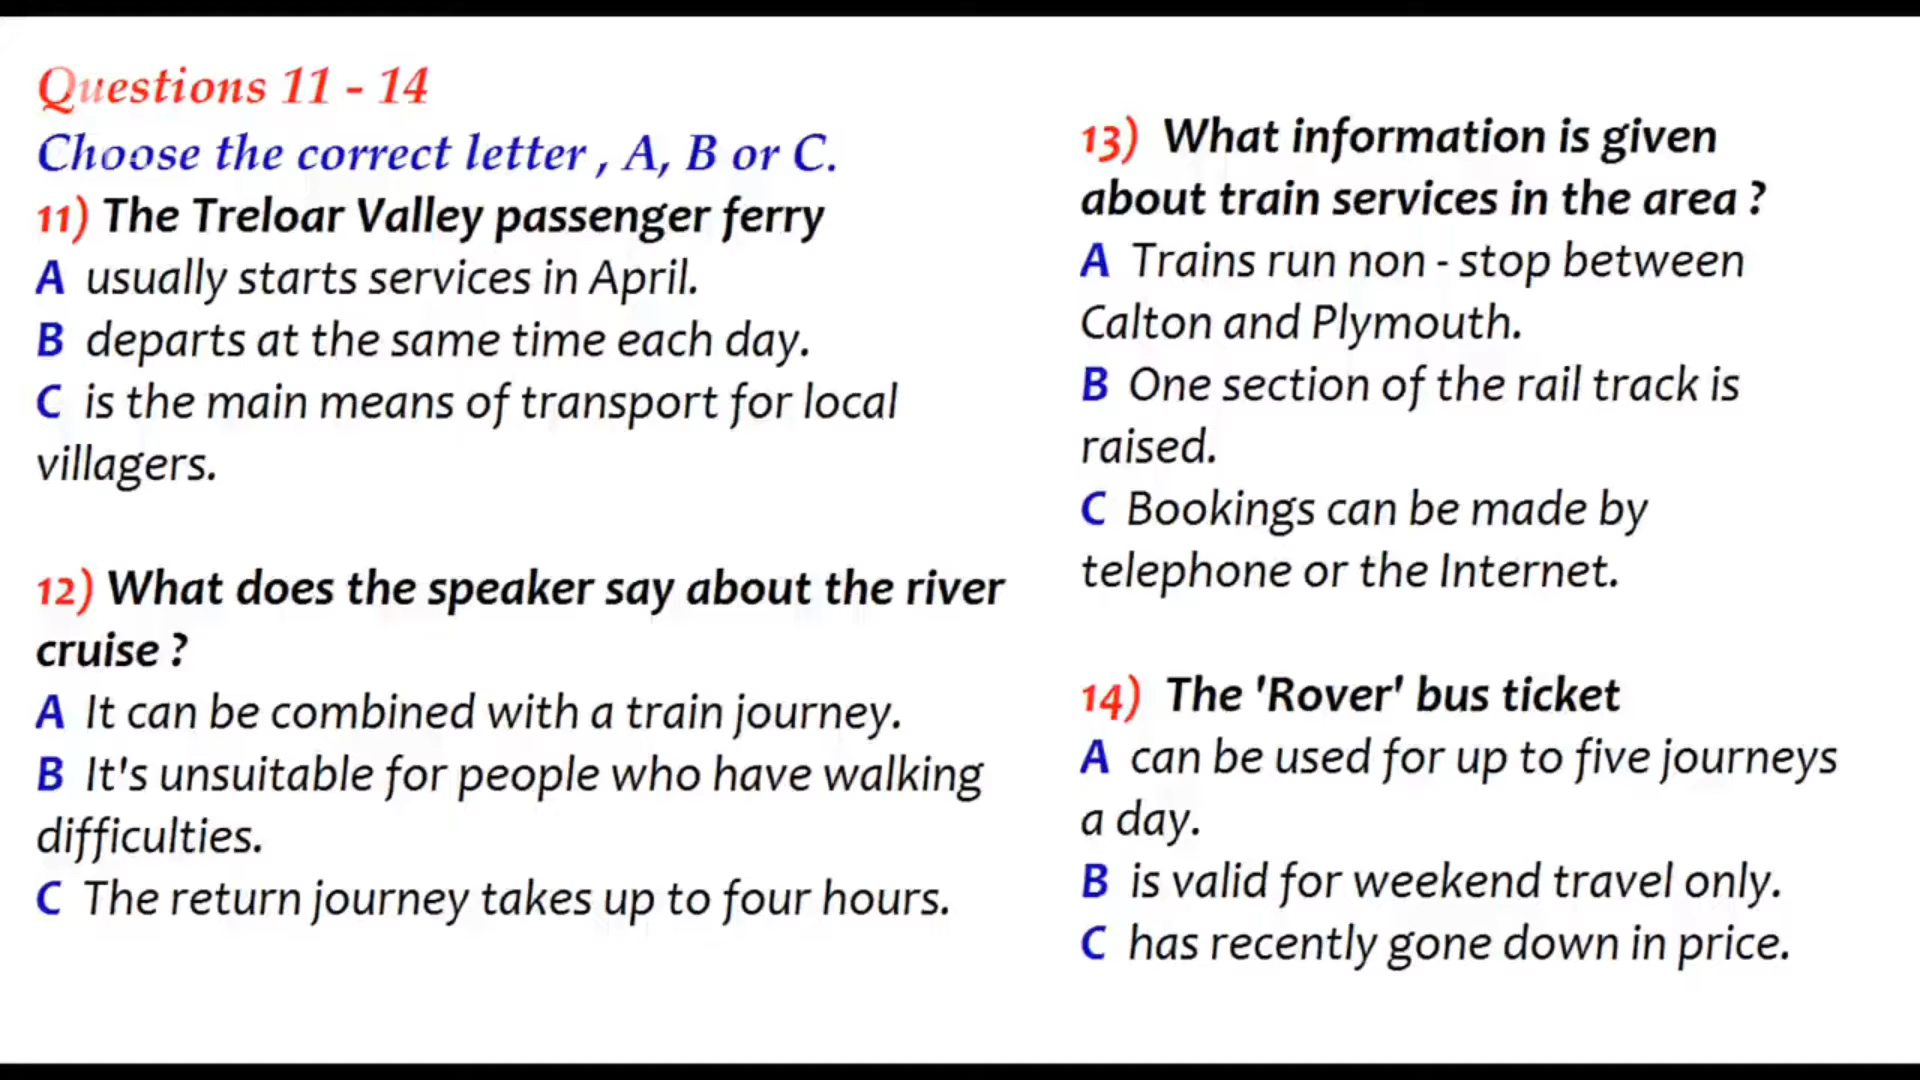 Questions 11 - 14
Choose the correct letter , A, B or C.
11) The Treloar Valley passenger ferry
A usually starts services in April.
B departs at the same time each day.
C is the main means of transport for local
villagers.
12) What does the speaker say about the river
cruise ?
A It can be combined with a train journey.
B It's unsuitable for people who have walking
difficulties.
C The return journey takes up to four hours.
13) What information is given
about train services in the area ?
A Trains run non - stop between
Calton and Plymouth.
B One section of the rail track is
raised.
C Bookings can be made by
telephone or the Internet.
14) The 'Rover' bus ticket
A can be used for up to five journeys
a day.
B is valid for weekend travel only.
C has recently gone down in price.